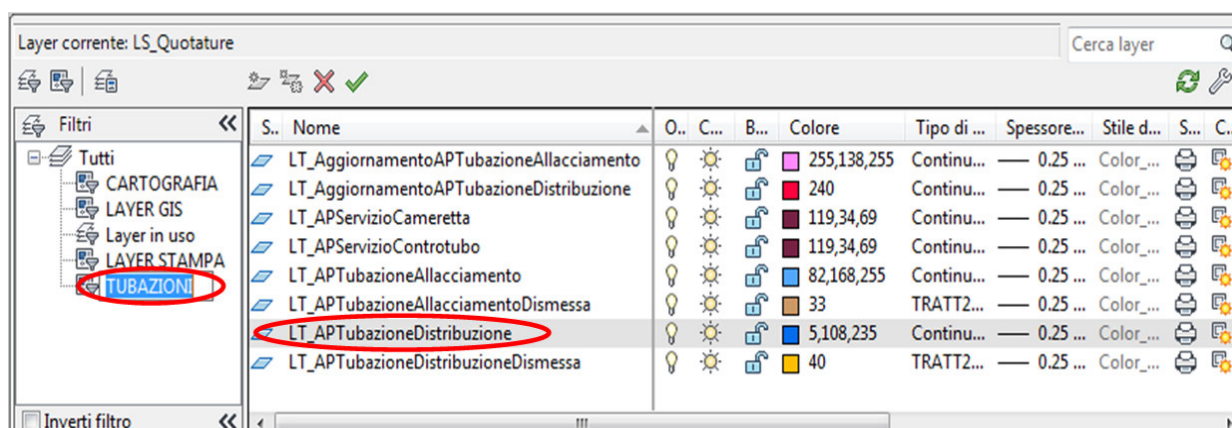 Layer corrente: LS_Quotature
Cerca layer
Filtri
Tutti
CARTOGRAFIA
LAYER GIS
Layer in uso
LAYER STAMPA
TUBAZIONI
Inverti filtro
S.. Nome O.. C... B... Colore Tipo di ... Spessore... Stile d... S... C..
LT_AggiornamentoAPTubazioneAllacciamento 255,138,255 Continu... 0.25 ... Color_...
LT_AggiornamentoAPTubazioneDistribuzione 240 Continu... 0.25 ... Color_...
LT_APServizioCameretta 119,34,69 Continu... 0.25 ... Color_...
LT_APServizioControtubo 119,34,69 Continu... 0.25 ... Color_...
LT_APTubazioneAllacciamento 82,168,255 Continu... 0.25 ... Color_...
LT_APTubazioneAllacciamentoDismessa 33 TRATT2... 0.25 ... Color_...
LT_APTubazioneDistribuzione 5,108,235 Continu... 0.25 ... Color_...
LT_APTubazioneDistribuzioneDismessa 40 TRATT2... 0.25 ... Color_...